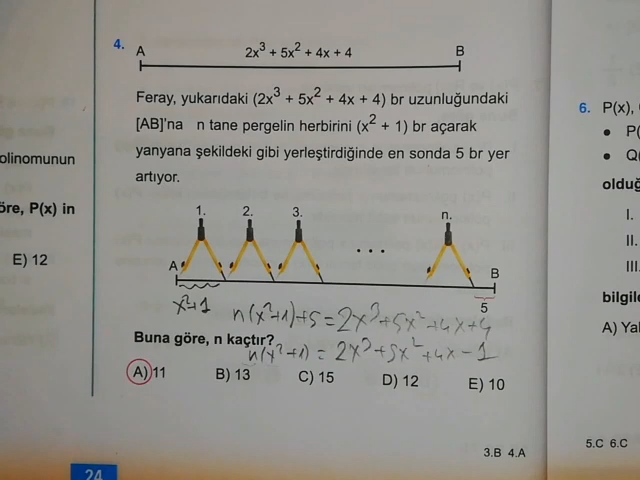 4.
A 2x³ + 5x² + 4x + 4 B
Feray, yukarıdaki (2x³ + 5x² + 4x + 4) br uzunluğundaki
[AB]'na n tane pergelin herbirini (x² + 1) br açarak
yanyana şekildeki gibi yerleştirdiğinde en sonda 5 br yer
artıyor.
1. 2. 3. n.
...
A B
x²+1 5
n(x²+1)+5=2x³+5x²+4x+4
Buna göre, n kaçtır?
n(x²+1) = 2x³+5x²+4x-1
A) 11 B) 13 C) 15 D) 12 E) 10
3.B 4.A
24
olinomunun
öre, P(x) in
E) 12
6. P(x),
• P(
• Q(
olduğ
I.
II.
III.
bilgile
A) Yal
5.C 6.C